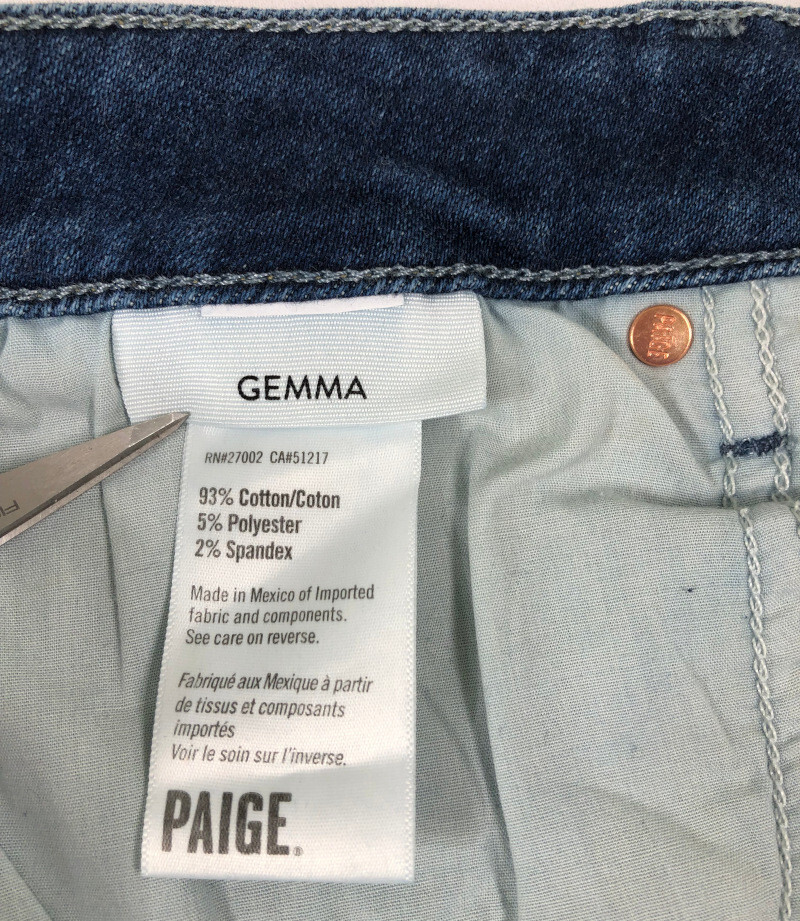 GEMMA
RN#27002 CA#51217
93% Cotton/Coton
5% Polyester
2% Spandex
Made in Mexico of Imported
fabric and components.
See care on reverse.
Fabriqué aux Mexique à partir
de tissus et composants
importés
Voir le soin sur l'inverse.
PAIGE®